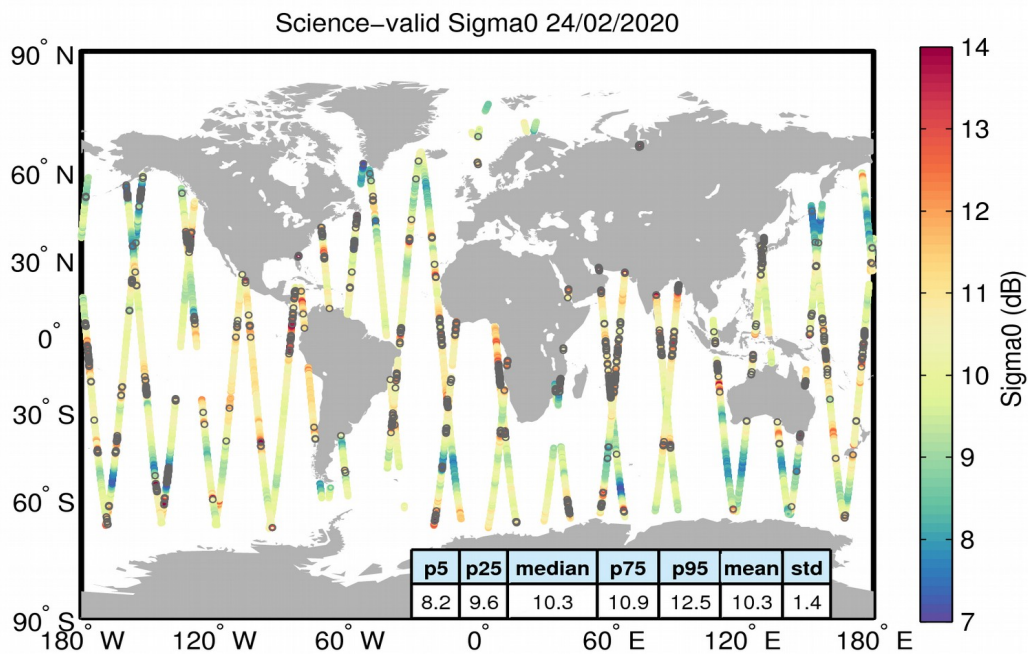 Science–valid Sigma0 24/02/2020
90° N
60° N
30° N
0°
30° S
60° S
90° S
180° W
120° W
60° W
0°
60° E
120° E
180° E
14
13
12
11
10
9
8
7
Sigma0 (dB)
p5 p25 median p75 p95 mean std
8.2 9.6 10.3 10.9 12.5 10.3 1.4